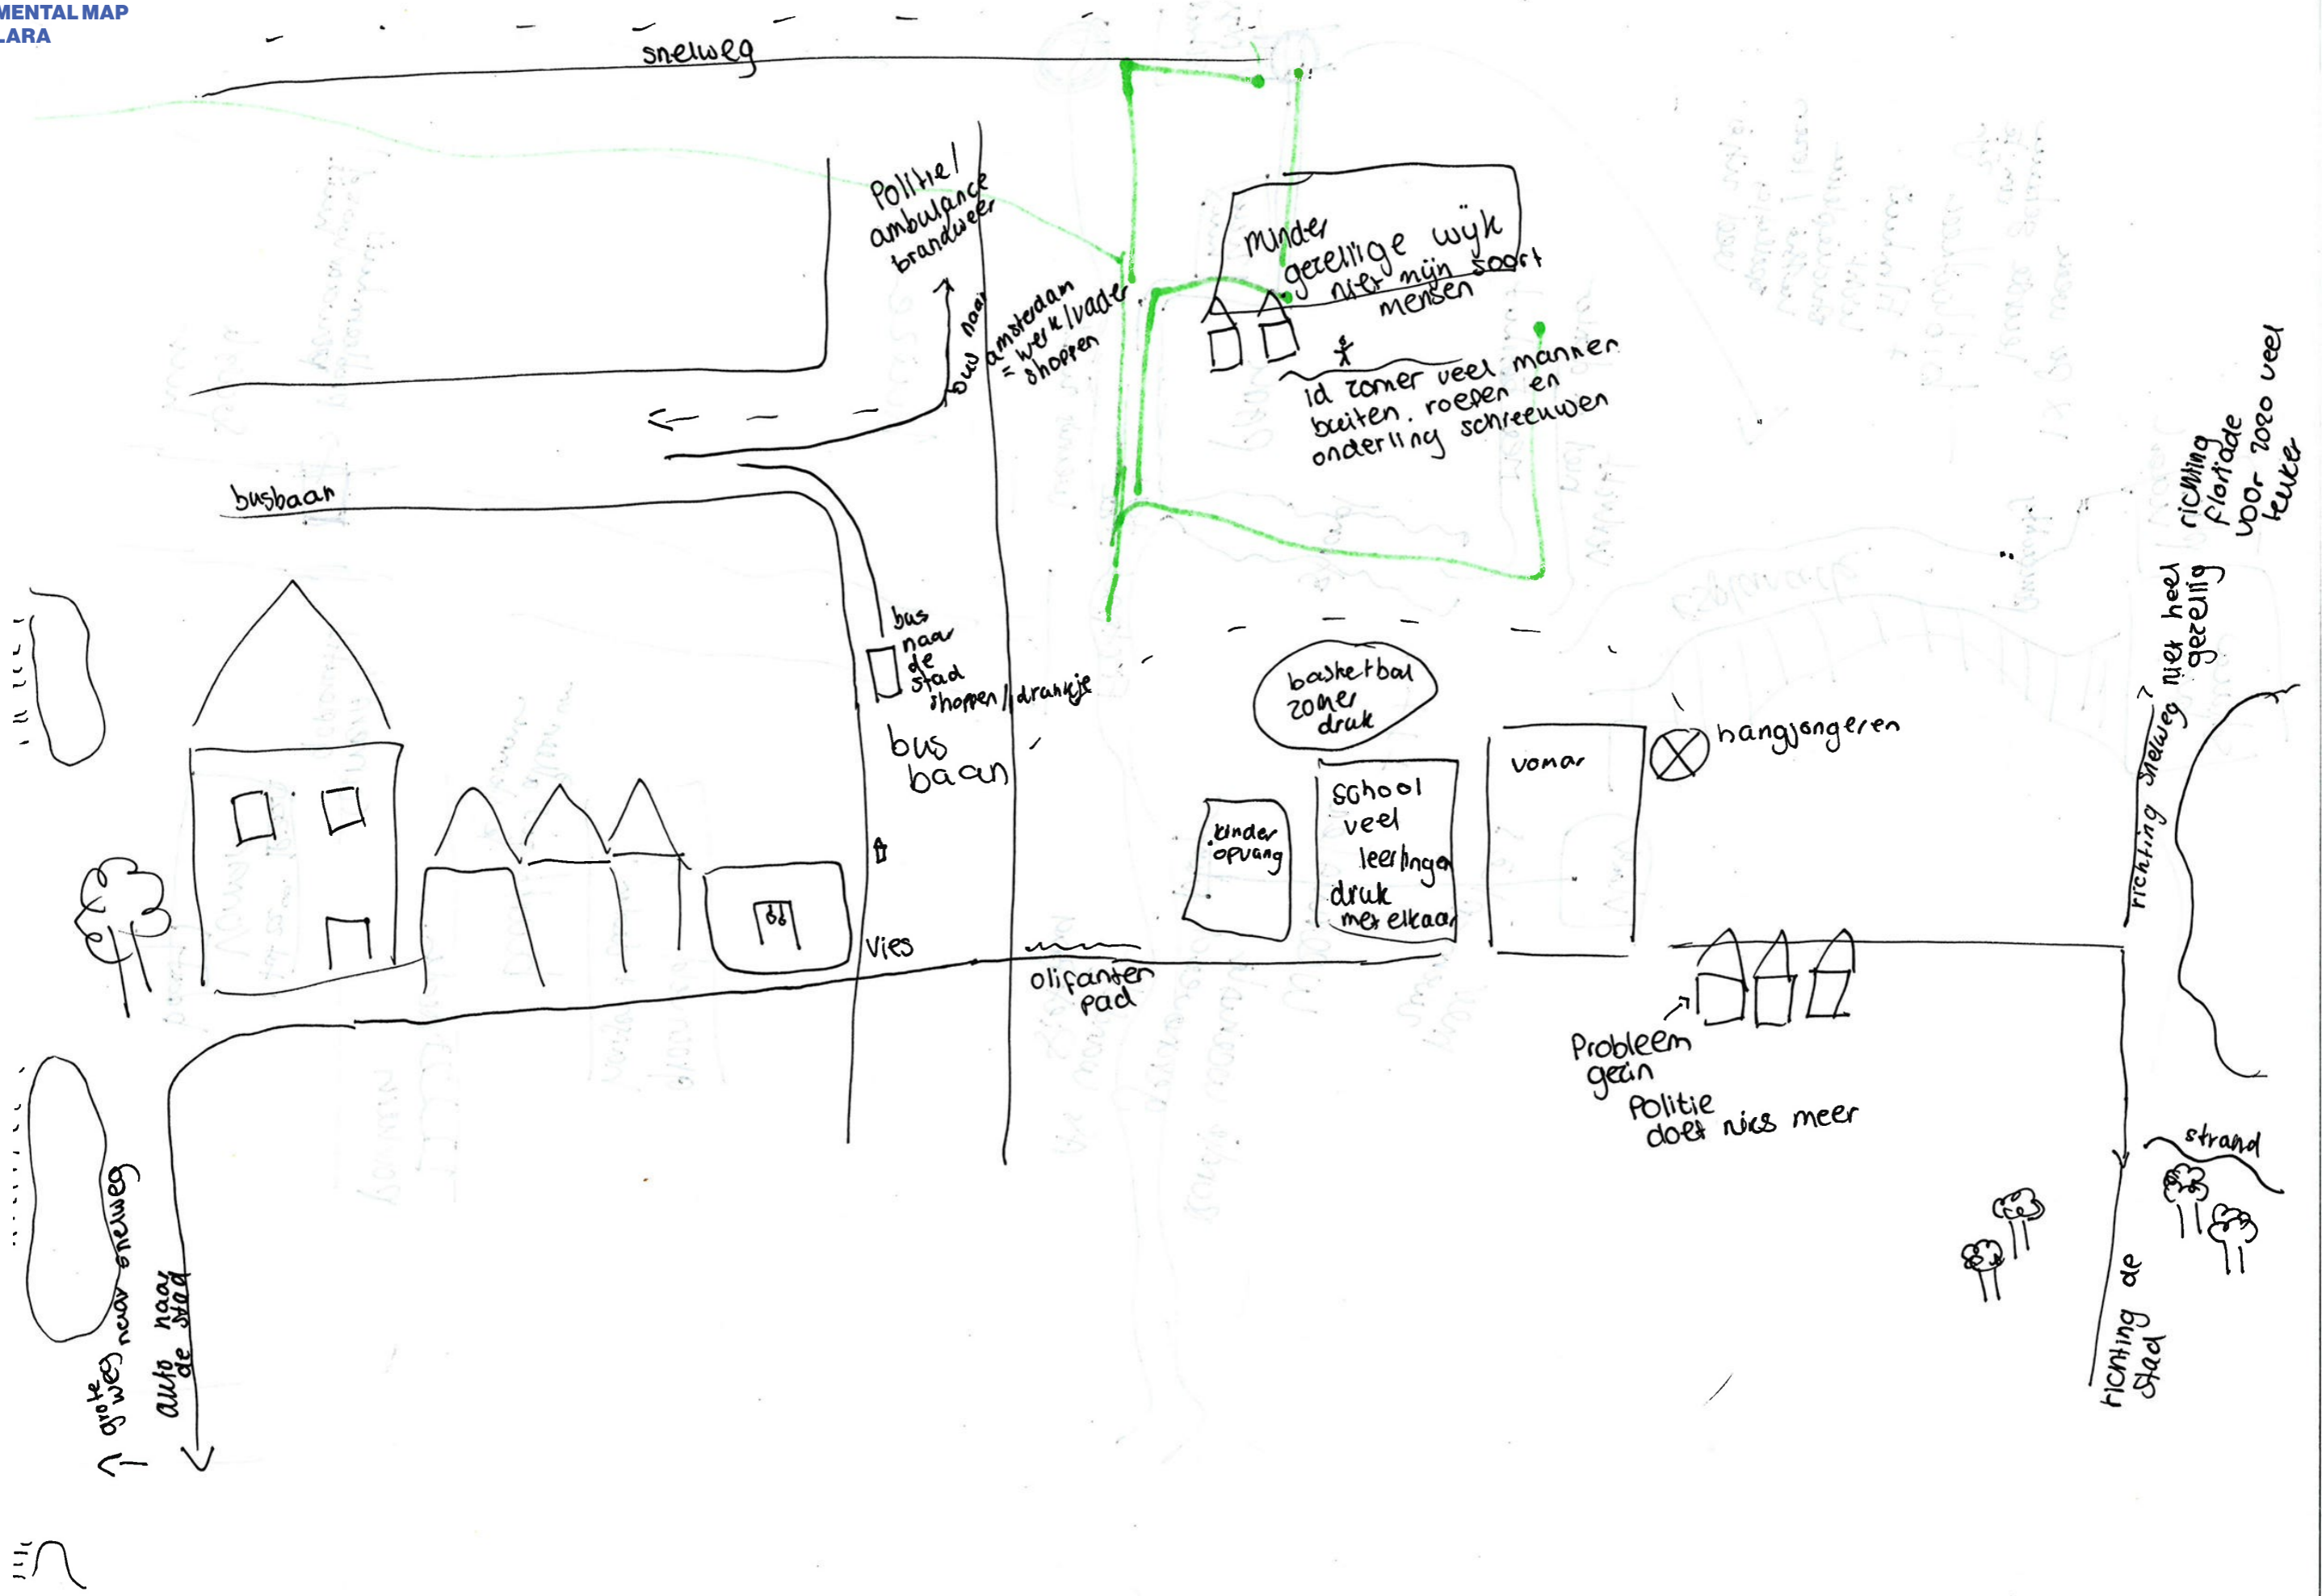 MENTAL MAP
LARA
snelweg
Politie/
ambulance
brandweer
naar
amsterdam
= werk/vader
shoppen
minder
gezellige wijk
niet mijn soort
mensen
id zomer veel mannen
buiten. roepen en
onderling schreeuwen
busbaan
bus
naar
de
stad
shoppen/drankje
bus
baan
basketbal
zomer
druk
kinder
opvang
school
veel
leerlingen
druk
met elkaar
vomar
hangjongeren
vies
olifanten
pad
Probleem
gezin
Politie
doet niks meer
richting
floriade
voor 2020 veel
leuker
richting snelweg niet heel
gezellig
strand
richting de
stad
grote
weg naar snelweg
auto naar
de stad